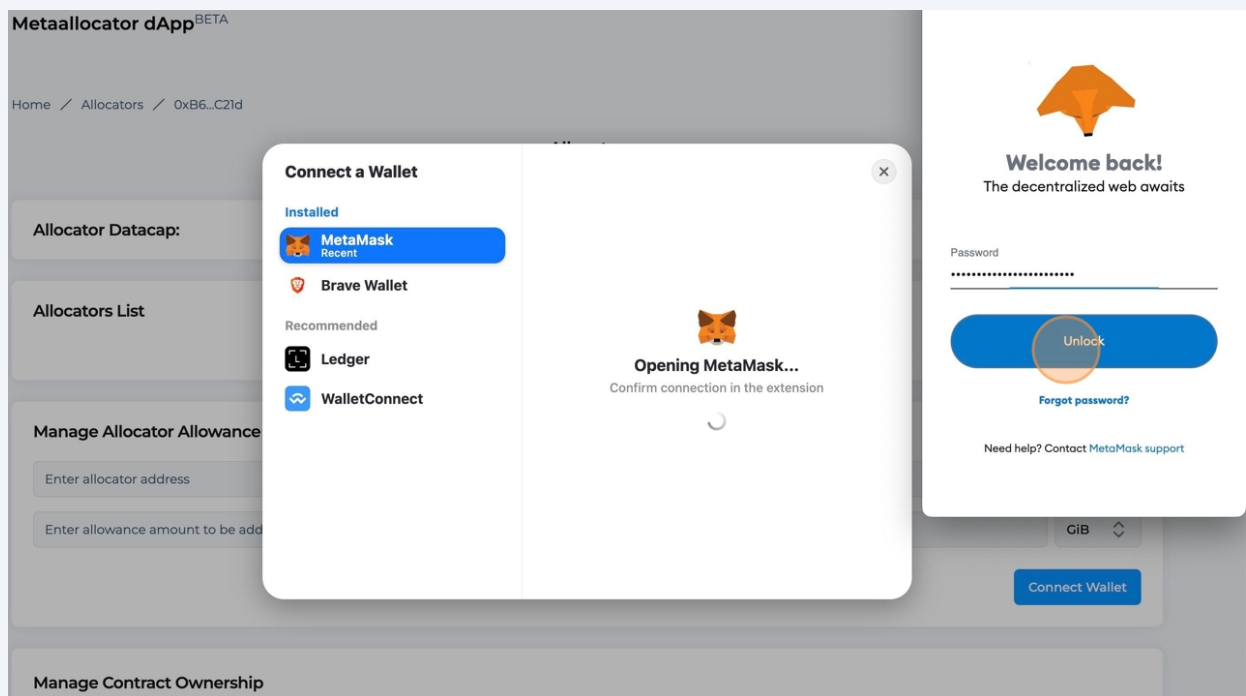 Metaallocator dApp BETA
Home / Allocators / 0xB6...C21d
Allocator Datacap:
Allocators List
Manage Allocator Allowance
Enter allocator address
Enter allowance amount to be add
GiB
Connect Wallet
Manage Contract Ownership
Connect a Wallet
Installed
MetaMask
Recent
Brave Wallet
Recommended
Ledger
WalletConnect
Opening MetaMask...
Confirm connection in the extension
Welcome back!
The decentralized web awaits
Password
Unlock
Forgot password?
Need help? Contact MetaMask support